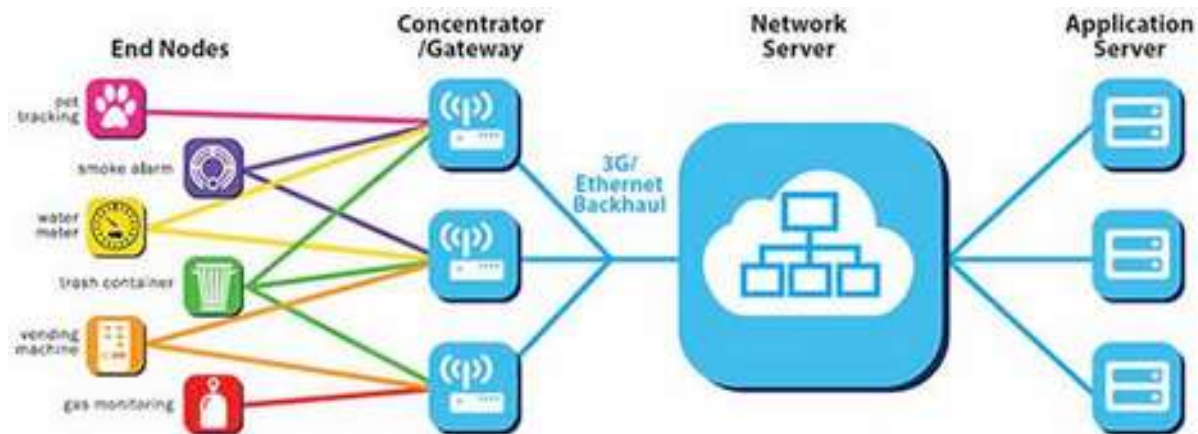 End Nodes
Concentrator
/Gateway
Network
Server
Application
Server
pet
tracking
smoke alarm
water
meter
trash container
vending
machine
gas monitoring
3G/
Ethernet
Backhaul